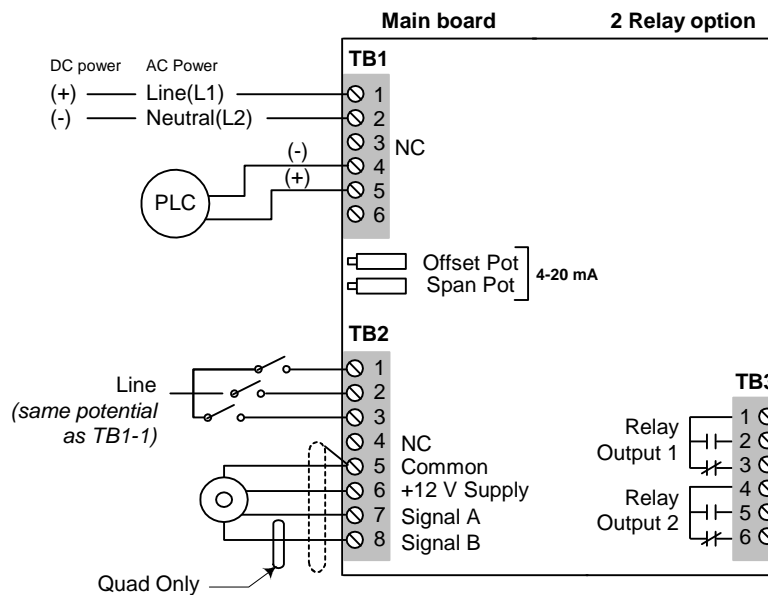 Main board 2 Relay option
TB1
DC power AC Power
(+) Line(L1) 1
(-) Neutral(L2) 2
3 NC
(-) 4
(+) 5
PLC
6
Offset Pot
Span Pot
4-20 mA
TB2
1
Line 2
(same potential 3
as TB1-1)
4 NC
5 Common
6 +12 V Supply
7 Signal A
8 Signal B
Quad Only
TB3
Relay
Output 1
1
2
3
Relay
Output 2
4
5
6